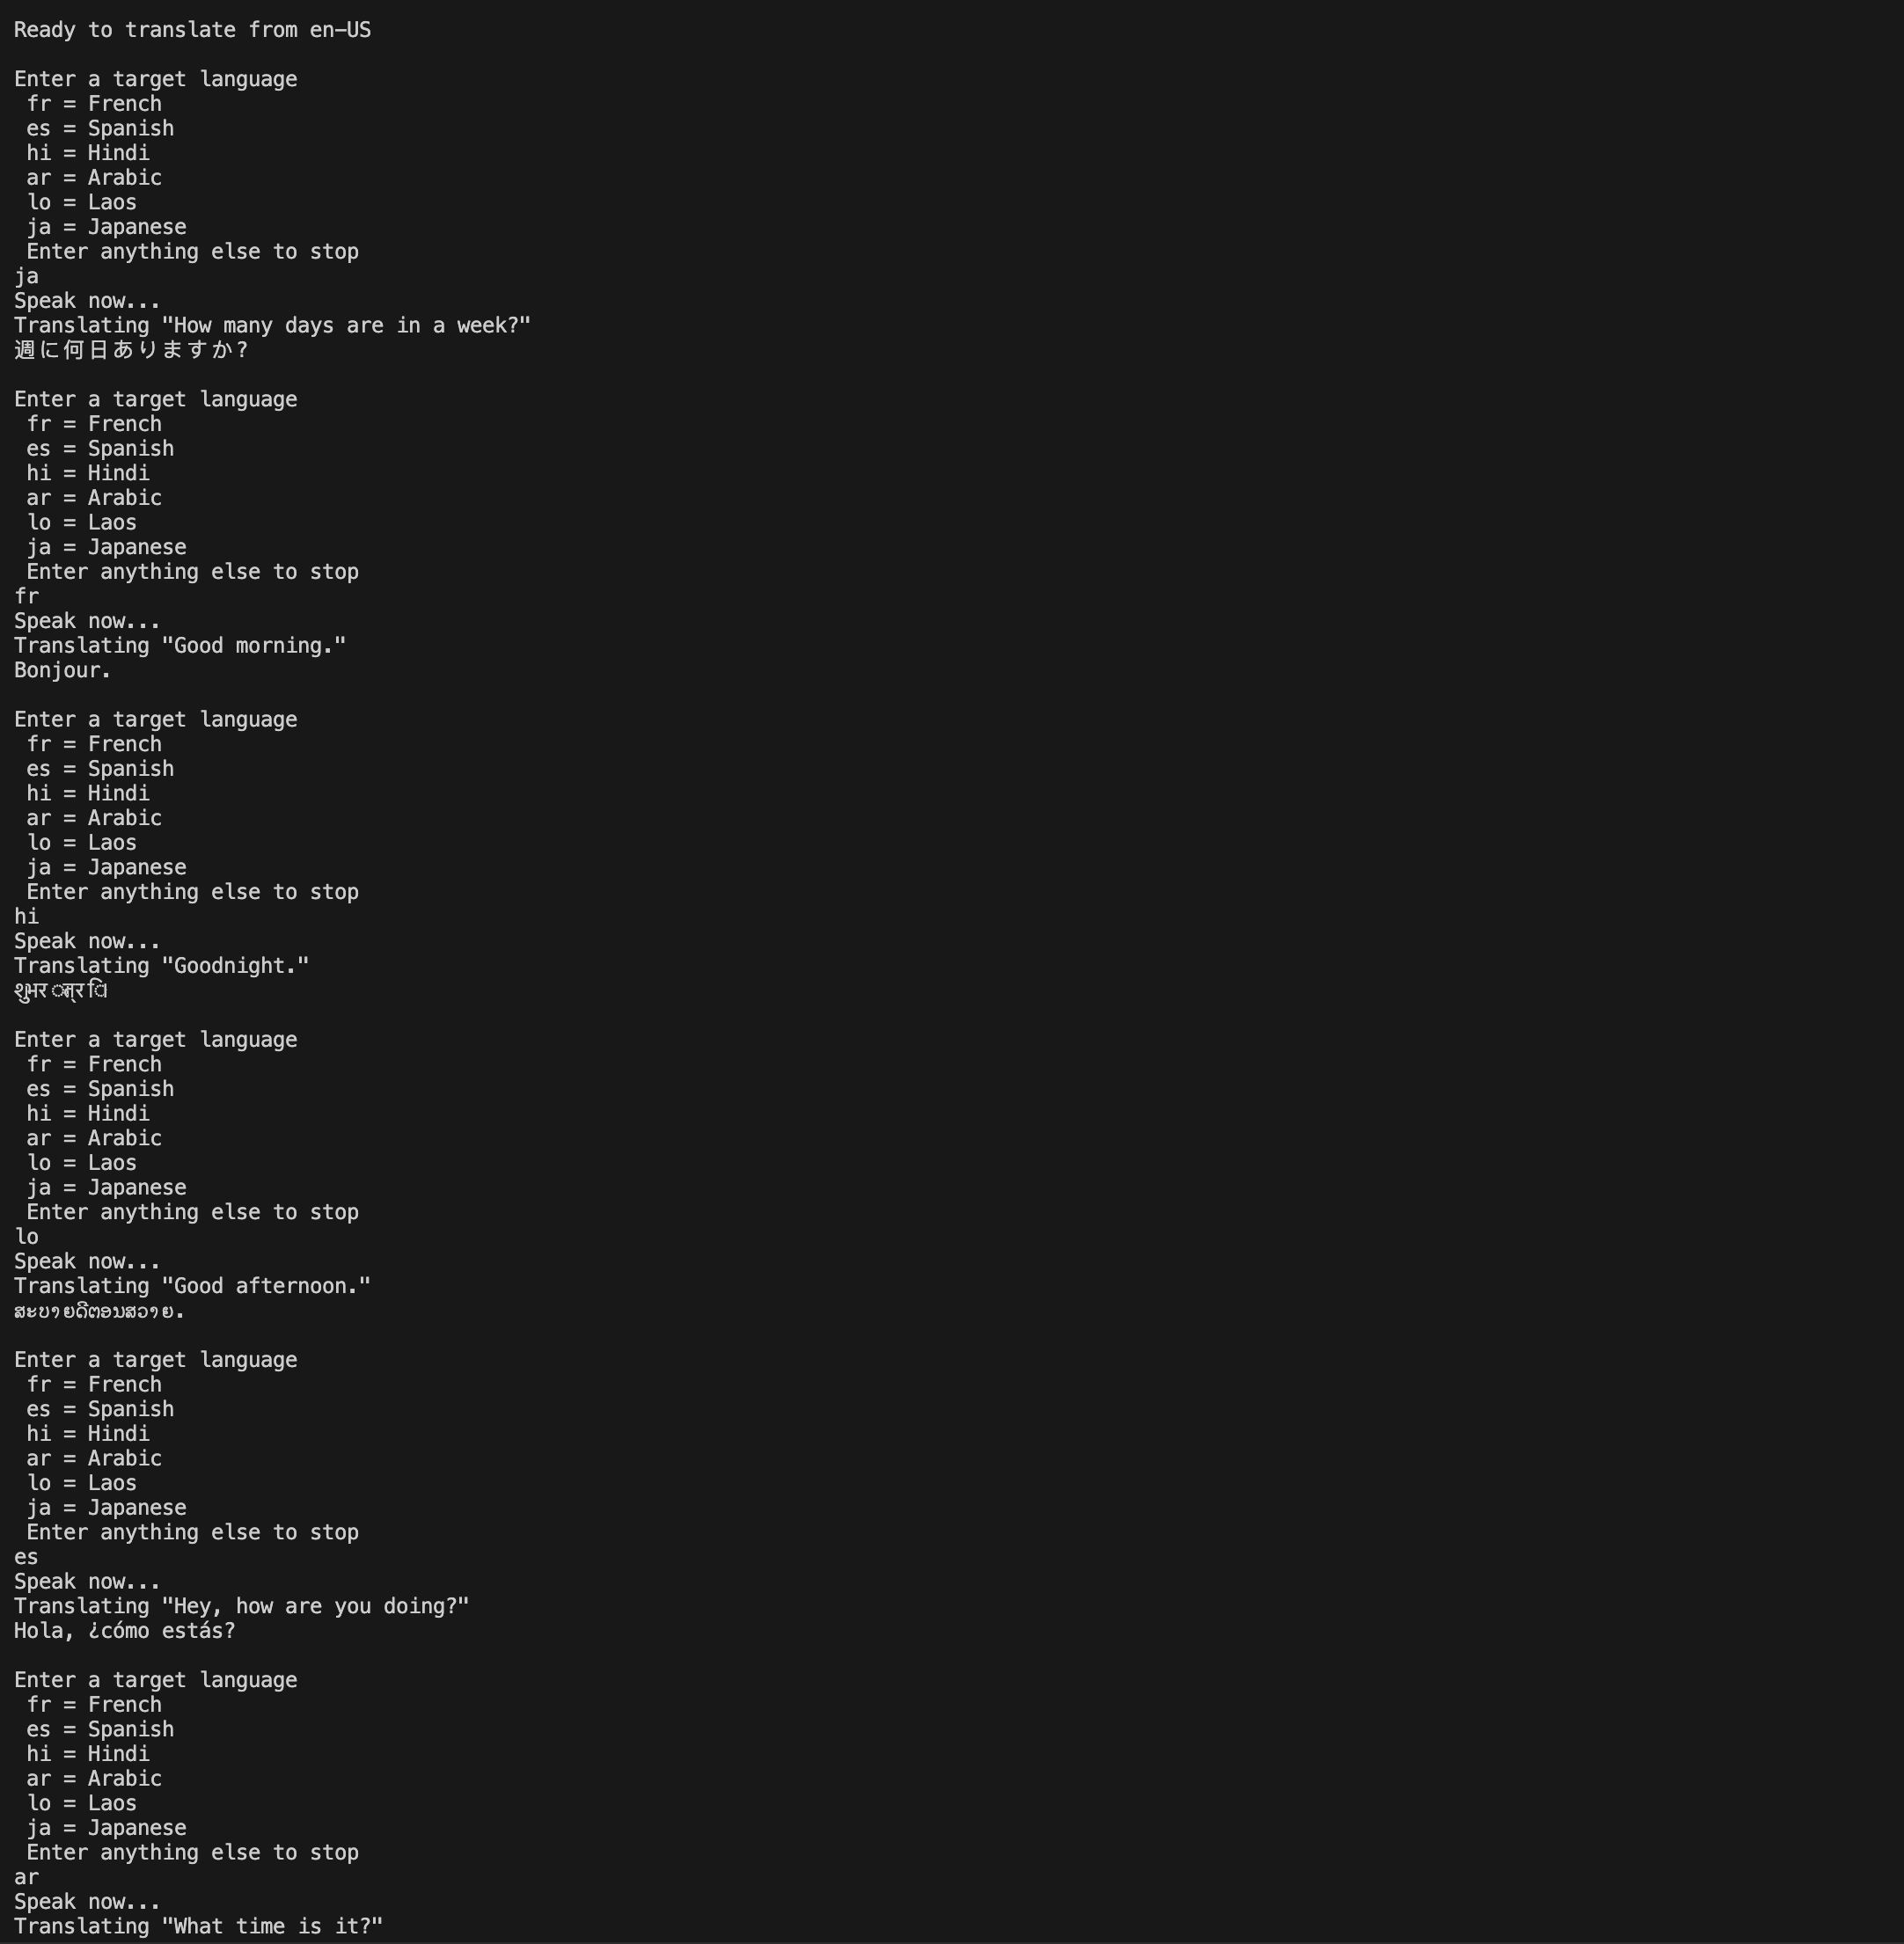 Ready to translate from en-US
Enter a target language
fr = French
es = Spanish
hi = Hindi
ar = Arabic
lo = Laos
ja = Japanese
Enter anything else to stop
ja
Speak now...
Translating "How many days are in a week?"
週に何日ありますか?
Enter a target language
fr = French
es = Spanish
hi = Hindi
ar = Arabic
lo = Laos
ja = Japanese
Enter anything else to stop
fr
Speak now...
Translating "Good morning."
Bonjour.
Enter a target language
fr = French
es = Spanish
hi = Hindi
ar = Arabic
lo = Laos
ja = Japanese
Enter anything else to stop
hi
Speak now...
Translating "Goodnight."
शुभरात्रि।
Enter a target language
fr = French
es = Spanish
hi = Hindi
ar = Arabic
lo = Laos
ja = Japanese
Enter anything else to stop
lo
Speak now...
Translating "Good afternoon."
ສະບາຍດີຕອນສວາຍ.
Enter a target language
fr = French
es = Spanish
hi = Hindi
ar = Arabic
lo = Laos
ja = Japanese
Enter anything else to stop
es
Speak now...
Translating "Hey, how are you doing?"
Hola, ¿cómo estás?
Enter a target language
fr = French
es = Spanish
hi = Hindi
ar = Arabic
lo = Laos
ja = Japanese
Enter anything else to stop
ar
Speak now...
Translating "What time is it?"